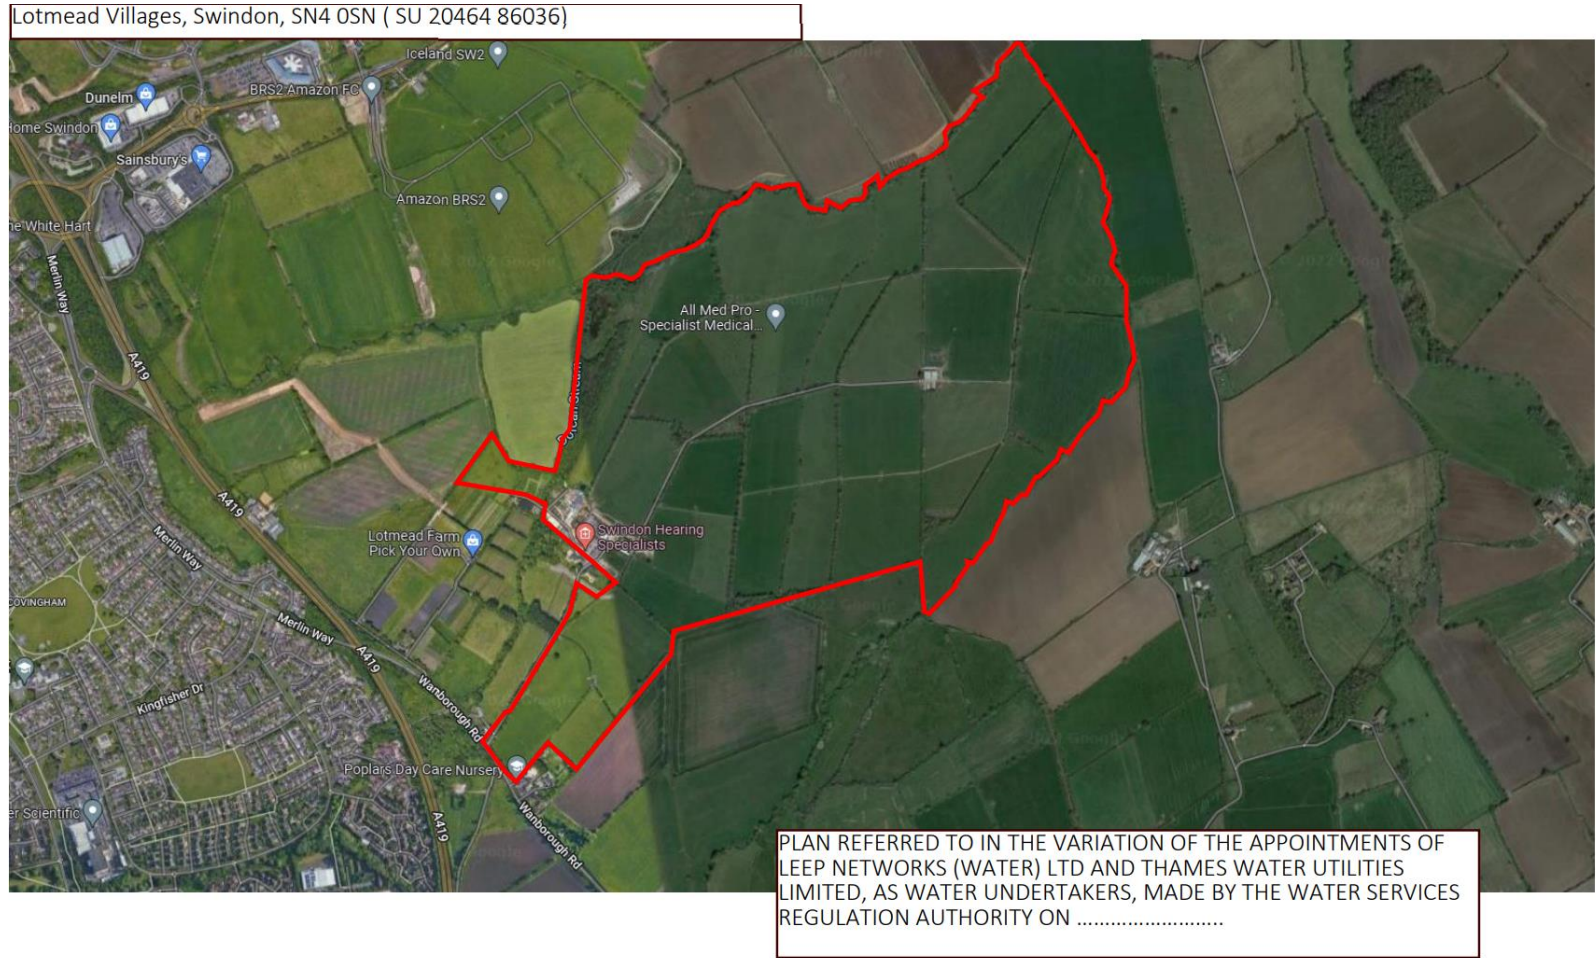 Lotmead Villages, Swindon, SN4 0SN ( SU 20464 86036)
Iceland SW2
BRS2 Amazon FC
Dunelm
Home Swindon
Sainsbury's
Amazon BRS2
e White Hart
Merlin Way
A419
All Med Pro -
Specialist Medical...
A419
Lotmead Farm
Pick Your Own
Swindon Hearing
Specialists
Merlin Way
COVINGHAM
Merlin Way
A419
Kingfisher Dr
Wanborough Rd
Poplars Day Care Nursery
er Scientific
A419
Wanborough Rd
PLAN REFERRED TO IN THE VARIATION OF THE APPOINTMENTS OF
LEEP NETWORKS (WATER) LTD AND THAMES WATER UTILITIES
LIMITED, AS WATER UNDERTAKERS, MADE BY THE WATER SERVICES
REGULATION AUTHORITY ON ……………………..